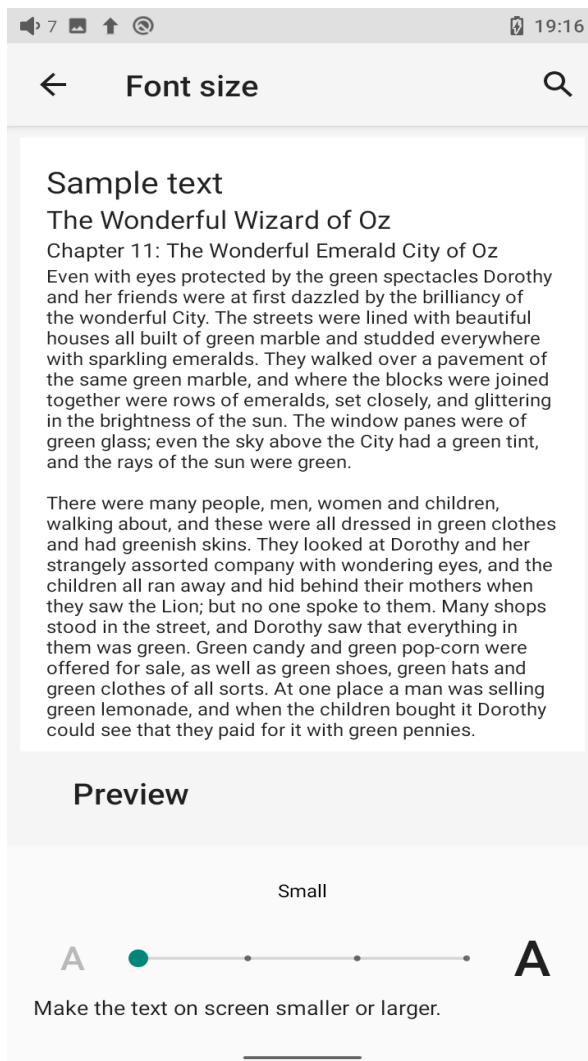 7
19:16
Font size
Sample text
The Wonderful Wizard of Oz
Chapter 11: The Wonderful Emerald City of Oz
Even with eyes protected by the green spectacles Dorothy
and her friends were at first dazzled by the brilliancy of
the wonderful City. The streets were lined with beautiful
houses all built of green marble and studded everywhere
with sparkling emeralds. They walked over a pavement of
the same green marble, and where the blocks were joined
together were rows of emeralds, set closely, and glittering
in the brightness of the sun. The window panes were of
green glass; even the sky above the City had a green tint,
and the rays of the sun were green.
There were many people, men, women and children,
walking about, and these were all dressed in green clothes
and had greenish skins. They looked at Dorothy and her
strangely assorted company with wondering eyes, and the
children all ran away and hid behind their mothers when
they saw the Lion; but no one spoke to them. Many shops
stood in the street, and Dorothy saw that everything in
them was green. Green candy and green pop-corn were
offered for sale, as well as green shoes, green hats and
green clothes of all sorts. At one place a man was selling
green lemonade, and when the children bought it Dorothy
could see that they paid for it with green pennies.
Preview
Small
A A
Make the text on screen smaller or larger.